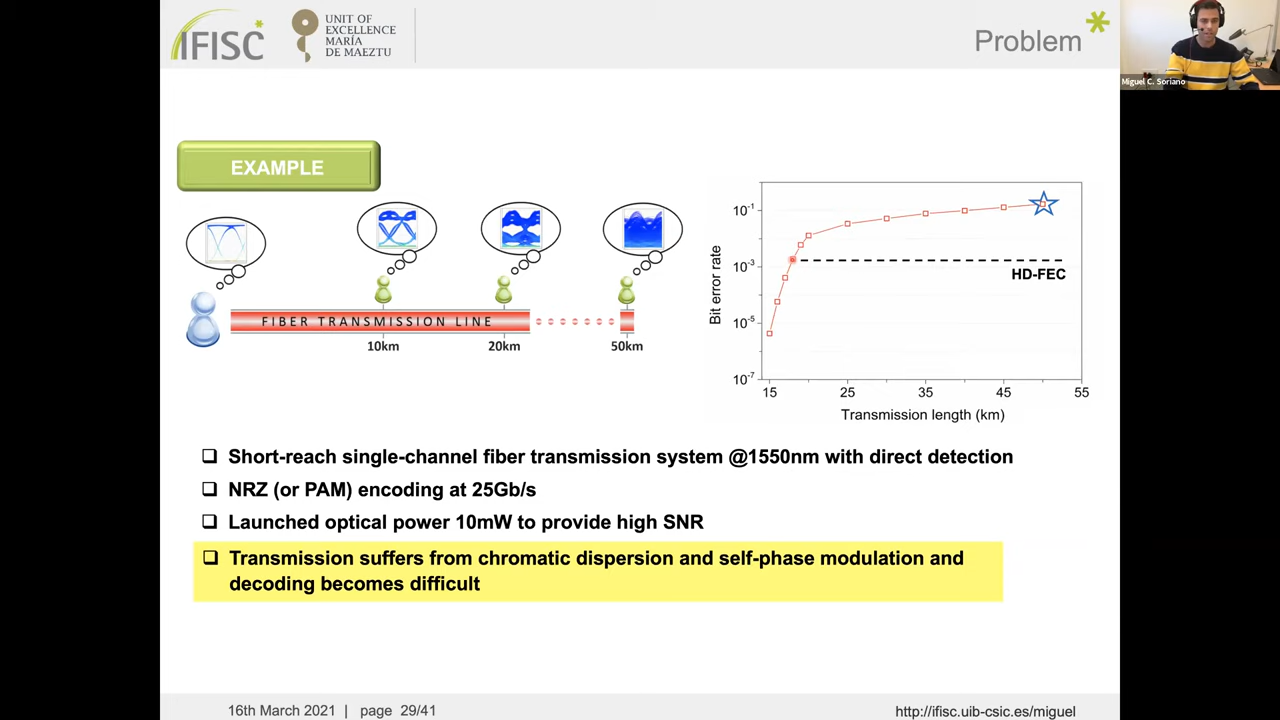 IFISC
UNIT OF
EXCELLENCE
MARÍA
DE MAEZTU
Problem
Miguel C. Soriano
EXAMPLE
FIBER TRANSMISSION LINE
10km
20km
50km
Bit error rate
10-1
10-3
10-5
10-7
HD-FEC
15
25
35
45
55
Transmission length (km)
Short-reach single-channel fiber transmission system @1550nm with direct detection
NRZ (or PAM) encoding at 25Gb/s
Launched optical power 10mW to provide high SNR
Transmission suffers from chromatic dispersion and self-phase modulation and
decoding becomes difficult
16th March 2021 | page 29/41
http://ifisc.uib-csic.es/miguel